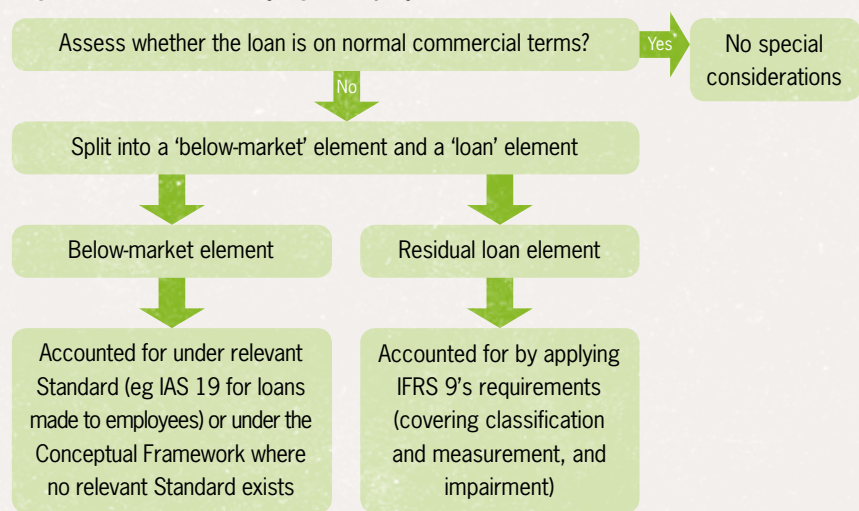 Assess whether the loan is on normal commercial terms?
Yes
No special
considerations
No
Split into a ‘below-market’ element and a ‘loan’ element
Below-market element
Residual loan element
Accounted for under relevant
Standard (eg IAS 19 for loans
made to employees) or under the
Conceptual Framework where
no relevant Standard exists
Accounted for by applying
IFRS 9’s requirements
(covering classification
and measurement, and
impairment)